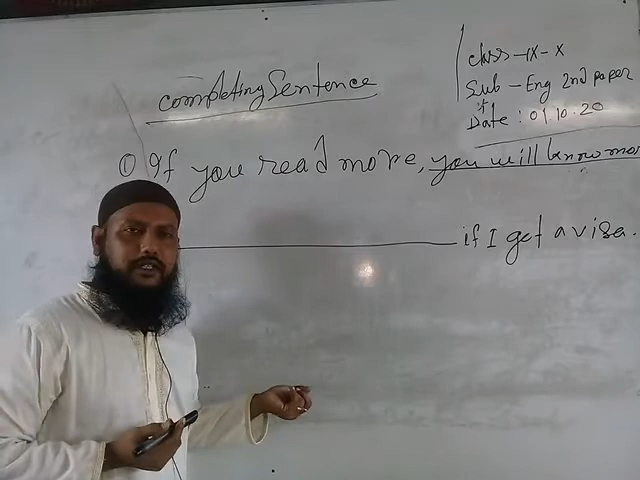 Completing Sentence
Class - IX - X
Sub - Eng 2nd paper
Date : 01.10.20
① If you read more, you will know mor
if I get a visa.